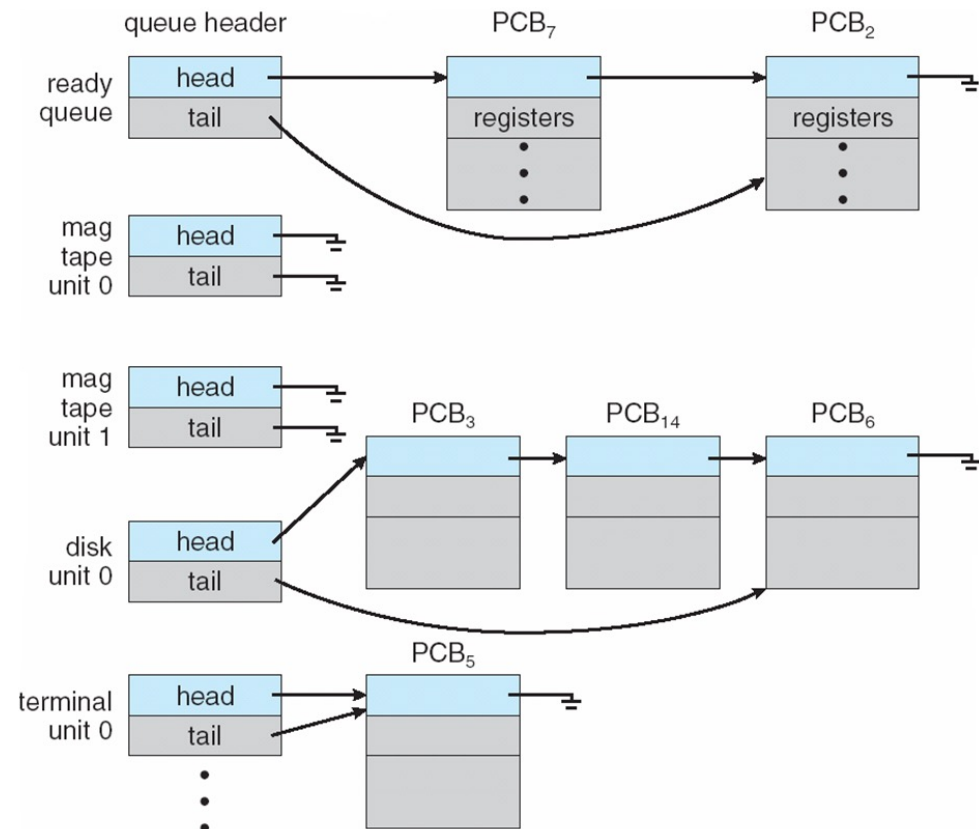 queue header
PCB₇
PCB₂
ready
queue
head
tail
registers
registers
mag
tape
unit 0
head
tail
mag
tape
unit 1
head
tail
PCB₃
PCB₁₄
PCB₆
disk
unit 0
head
tail
PCB₅
terminal
unit 0
head
tail